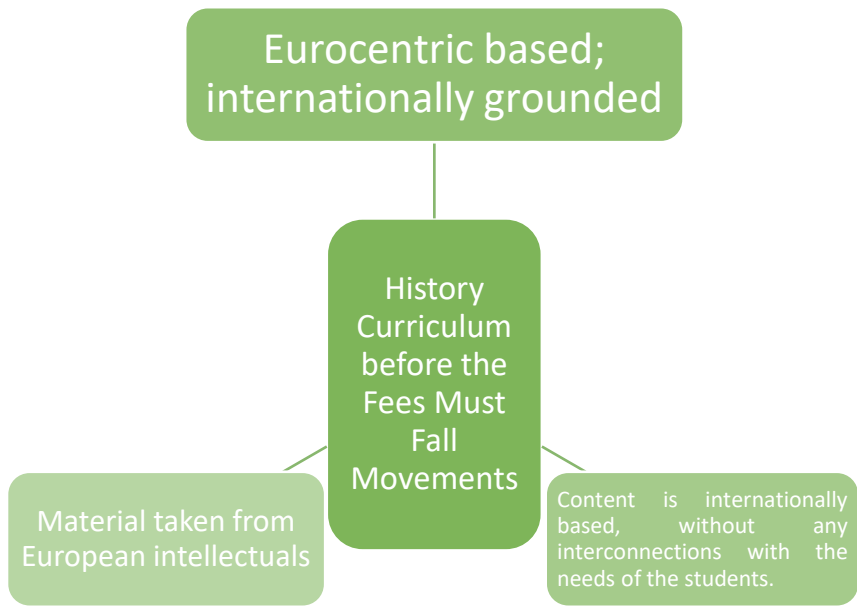 Eurocentric based;
internationally grounded
History
Curriculum
before the
Fees Must
Fall
Movements
Material taken from
European intellectuals
Content is internationally
based, without any
interconnections with the
needs of the students.